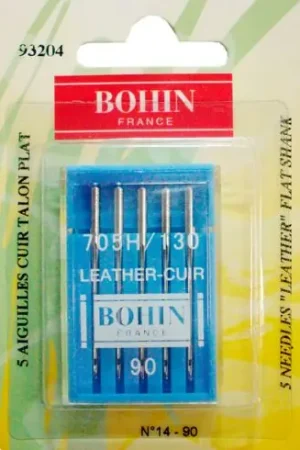 93204
BOHIN
FRANCE
5 AIGUILLES CUIR TALON PLAT
5 NEEDLES "LEATHER" FLAT SHANK
705H/130
LEATHER-CUIR
BOHIN
FRANCE
90
N°14 - 90